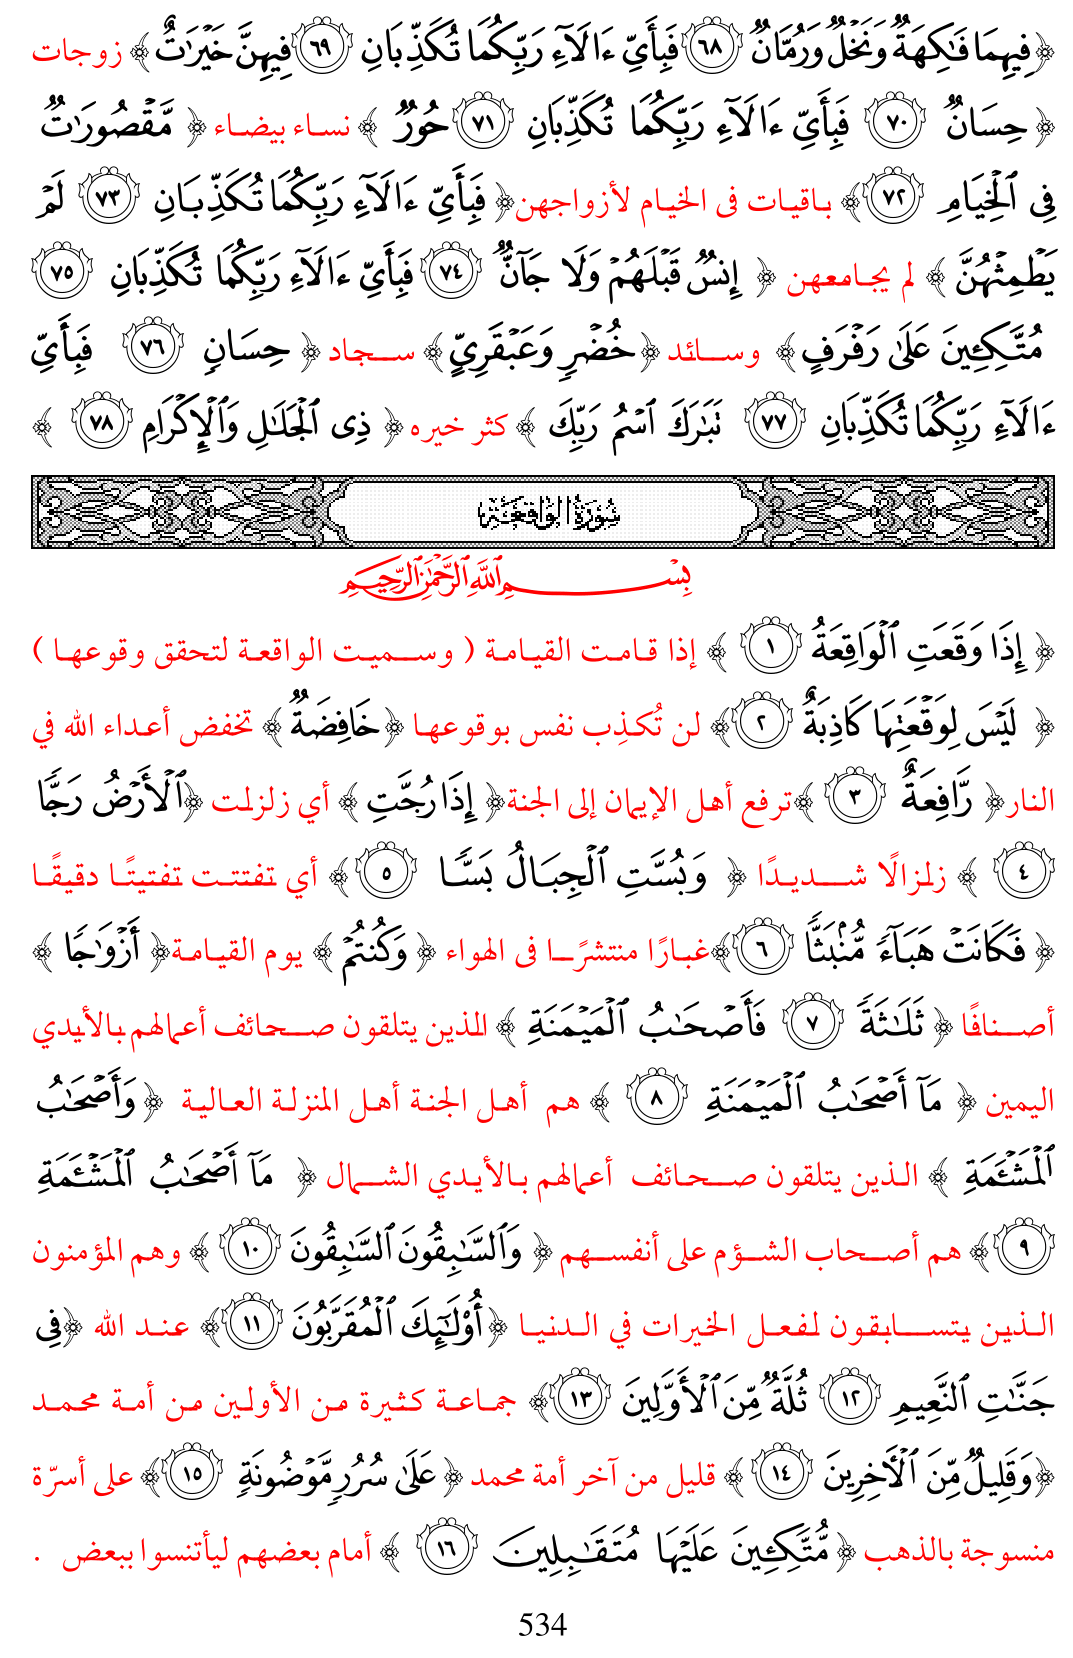 ﴿ فِيهِمَا فَٰكِهَةٌ وَنَخْلٌ وَرُمَّانٌ ٦٨ فَبِأَيِّ ءَالَآءِ رَبِّكُمَا تُكَذِّبَانِ ٦٩ فِيهِنَّ خَيْرَٰتٌ ﴾ زوجات
﴿ حِسَانٌ ٧٠ فَبِأَيِّ ءَالَآءِ رَبِّكُمَا تُكَذِّبَانِ ٧١ حُورٌ ﴾ نساء بيضاء ﴿ مَّقْصُورَٰتٌ
فِى ٱلْخِيَامِ ٧٢ ﴾ باقيات فى الخيام لأزواجهن ﴿ فَبِأَيِّ ءَالَآءِ رَبِّكُمَا تُكَذِّبَانِ ٧٣ لَمْ
يَطْمِثْهُنَّ ﴾ لم يجامعهن ﴿ إِنسٌ قَبْلَهُمْ وَلَا جَآنٌّ ٧٤ فَبِأَيِّ ءَالَآءِ رَبِّكُمَا تُكَذِّبَانِ ٧٥
مُتَّكِـِٔينَ عَلَىٰ رَفْرَفٍ ﴾ وسائد ﴿ خُضْرٍ وَعَبْقَرِىٍّ ﴾ سجاد ﴿ حِسَانٍ ٧٦ فَبِأَيِّ
ءَالَآءِ رَبِّكُمَا تُكَذِّبَانِ ٧٧ تَبَٰرَكَ ٱسْمُ رَبِّكَ ﴾ كثر خيره ﴿ ذِى ٱلْجَلَٰلِ وَٱلْإِكْرَامِ ٧٨ ﴾
سُورَةُ الوَاقِعَة
بِسْمِ ٱللَّهِ ٱلرَّحْمَٰنِ ٱلرَّحِيمِ
﴿ إِذَا وَقَعَتِ ٱلْوَاقِعَةُ ١ ﴾ إذا قامت القيامة ( وسميت الواقعة لتحقق وقوعها )
﴿ لَيْسَ لِوَقْعَتِهَا كَاذِبَةٌ ٢ ﴾ لن تُكذِب نفس بوقوعها ﴿ خَافِضَةٌ ﴾ تخفض أعداء الله في
النار ﴿ رَّافِعَةٌ ٣ ﴾ ترفع أهل الإيمان إلى الجنة ﴿ إِذَا رُجَّتِ ﴾ أي زلزلت ﴿ ٱلْأَرْضُ رَجًّا
٤ ﴾ زلزالًا شديدًا ﴿ وَبُسَّتِ ٱلْجِبَالُ بَسًّا ٥ ﴾ أي تفتتت تفتيتًا دقيقًا
﴿ فَكَانَتْ هَبَآءً مُّنۢبَثًّا ٦ ﴾ غبارًا منتشرًا فى الهواء ﴿ وَكُنتُمْ ﴾ يوم القيامة ﴿ أَزْوَٰجًا ﴾
أصنافًا ﴿ ثَلَٰثَةً ٧ فَأَصْحَٰبُ ٱلْمَيْمَنَةِ ﴾ الذين يتلقون صحائف أعمالهم بالأيدي
اليمين ﴿ مَآ أَصْحَٰبُ ٱلْمَيْمَنَةِ ٨ ﴾ هم أهل الجنة أهل المنزلة العالية ﴿ وَأَصْحَٰبُ
ٱلْمَشْـَٔمَةِ ﴾ الذين يتلقون صحائف أعمالهم بالأيدي الشمال ﴿ مَآ أَصْحَٰبُ ٱلْمَشْـَٔمَةِ
٩ ﴾ هم أصحاب الشؤم على أنفسهم ﴿ وَٱلسَّٰبِقُونَ ٱلسَّٰبِقُونَ ١٠ ﴾ وهم المؤمنون
الذين يتسابقون لفعل الخيرات في الدنيا ﴿ أُو۟لَٰٓئِكَ ٱلْمُقَرَّبُونَ ١١ ﴾ عند الله ﴿ فِى
جَنَّٰتِ ٱلنَّعِيمِ ١٢ ثُلَّةٌ مِّنَ ٱلْأَوَّلِينَ ١٣ ﴾ جماعة كثيرة من الأولين من أمة محمد
﴿ وَقَلِيلٌ مِّنَ ٱلْأَخِرِينَ ١٤ ﴾ قليل من آخر أمة محمد ﴿ عَلَىٰ سُرُرٍ مَّوْضُونَةٍ ١٥ ﴾ على أسرّة
منسوجة بالذهب ﴿ مُّتَّكِـِٔينَ عَلَيْهَا مُتَقَٰبِلِينَ ١٦ ﴾ أمام بعضهم ليأتنسوا ببعض .
534